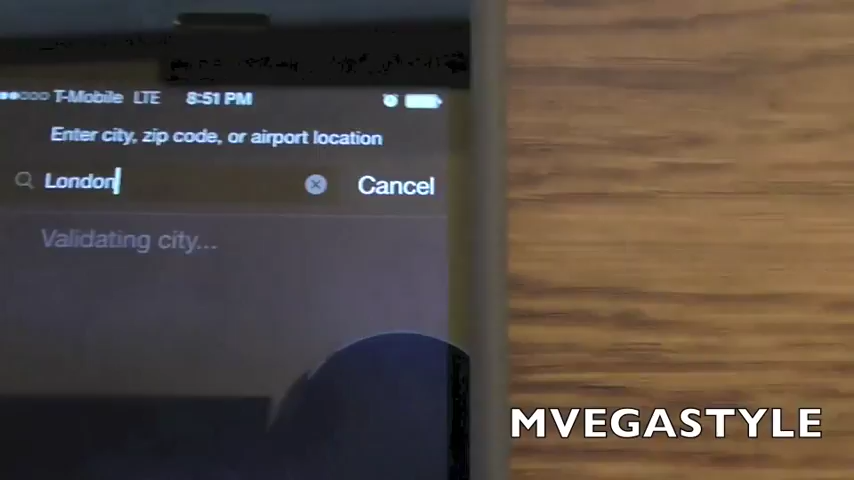 T-Mobile LTE 8:51 PM
Enter city, zip code, or airport location
London Cancel
Validating city...
MVEGASTYLE